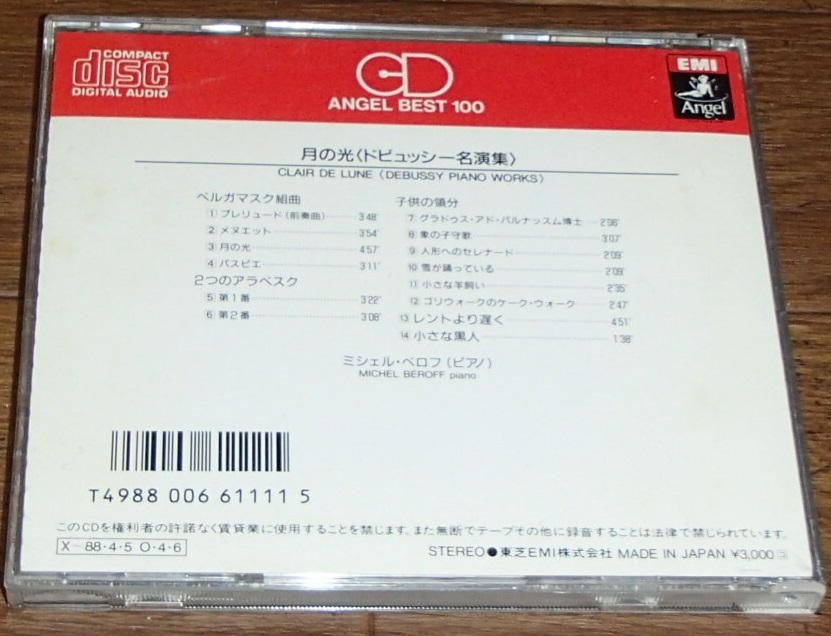 COMPACT
disc
DIGITAL AUDIO
CD
ANGEL BEST 100
EMI
Angel
月の光〈ドビュッシー名演集〉
CLAIR DE LUNE 〈DEBUSSY PIANO WORKS〉
ベルガマスク組曲
1 プレリュード(前奏曲) 3'48"
2 メヌエット 3'54"
3 月の光 4'57"
4 パスピエ 3'11"
2つのアラベスク
5 第1番 3'22"
6 第2番 3'08"
子供の領分
7 グラドゥス・アド・パルナッスム博士 2'06"
8 象の子守歌 3'07"
9 人形へのセレナード 2'09"
10 雪が踊っている 2'09"
11 小さな羊飼い 2'35"
12 ゴリウォークのケーク・ウォーク 2'47"
13 レントより遅く 4'51"
14 小さな黒人 1'38"
ミシェル・ベロフ(ピアノ)
MICHEL BEROFF piano
T4988 006 61111 5
このCDを権利者の許諾なく賃貸業に使用することを禁じます。また無断でテープその他に録音することは法律で禁じられています。
X-88・4・5 O・4・6
STEREO●東芝EMI株式会社 MADE IN JAPAN ¥3,000